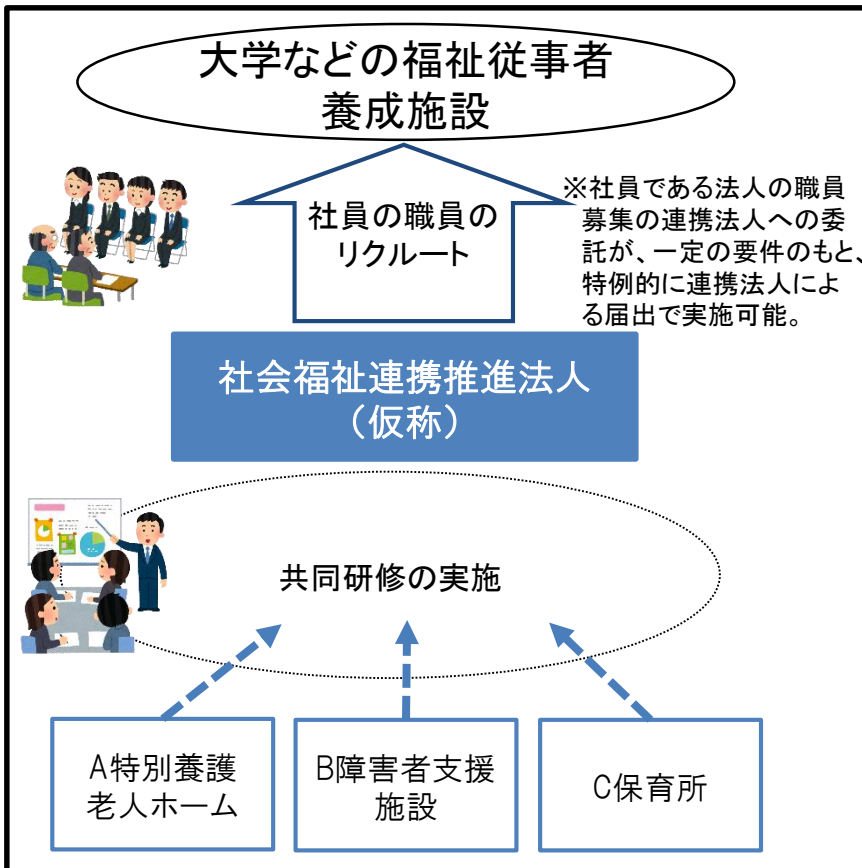 大学などの福祉従事者
養成施設
社員の職員の
リクルート
※社員である法人の職員
募集の連携法人への委
託が、一定の要件のもと、
特例的に連携法人によ
る届出で実施可能。
社会福祉連携推進法人
（仮称）
共同研修の実施
A特別養護
老人ホーム
B障害者支援
施設
C保育所